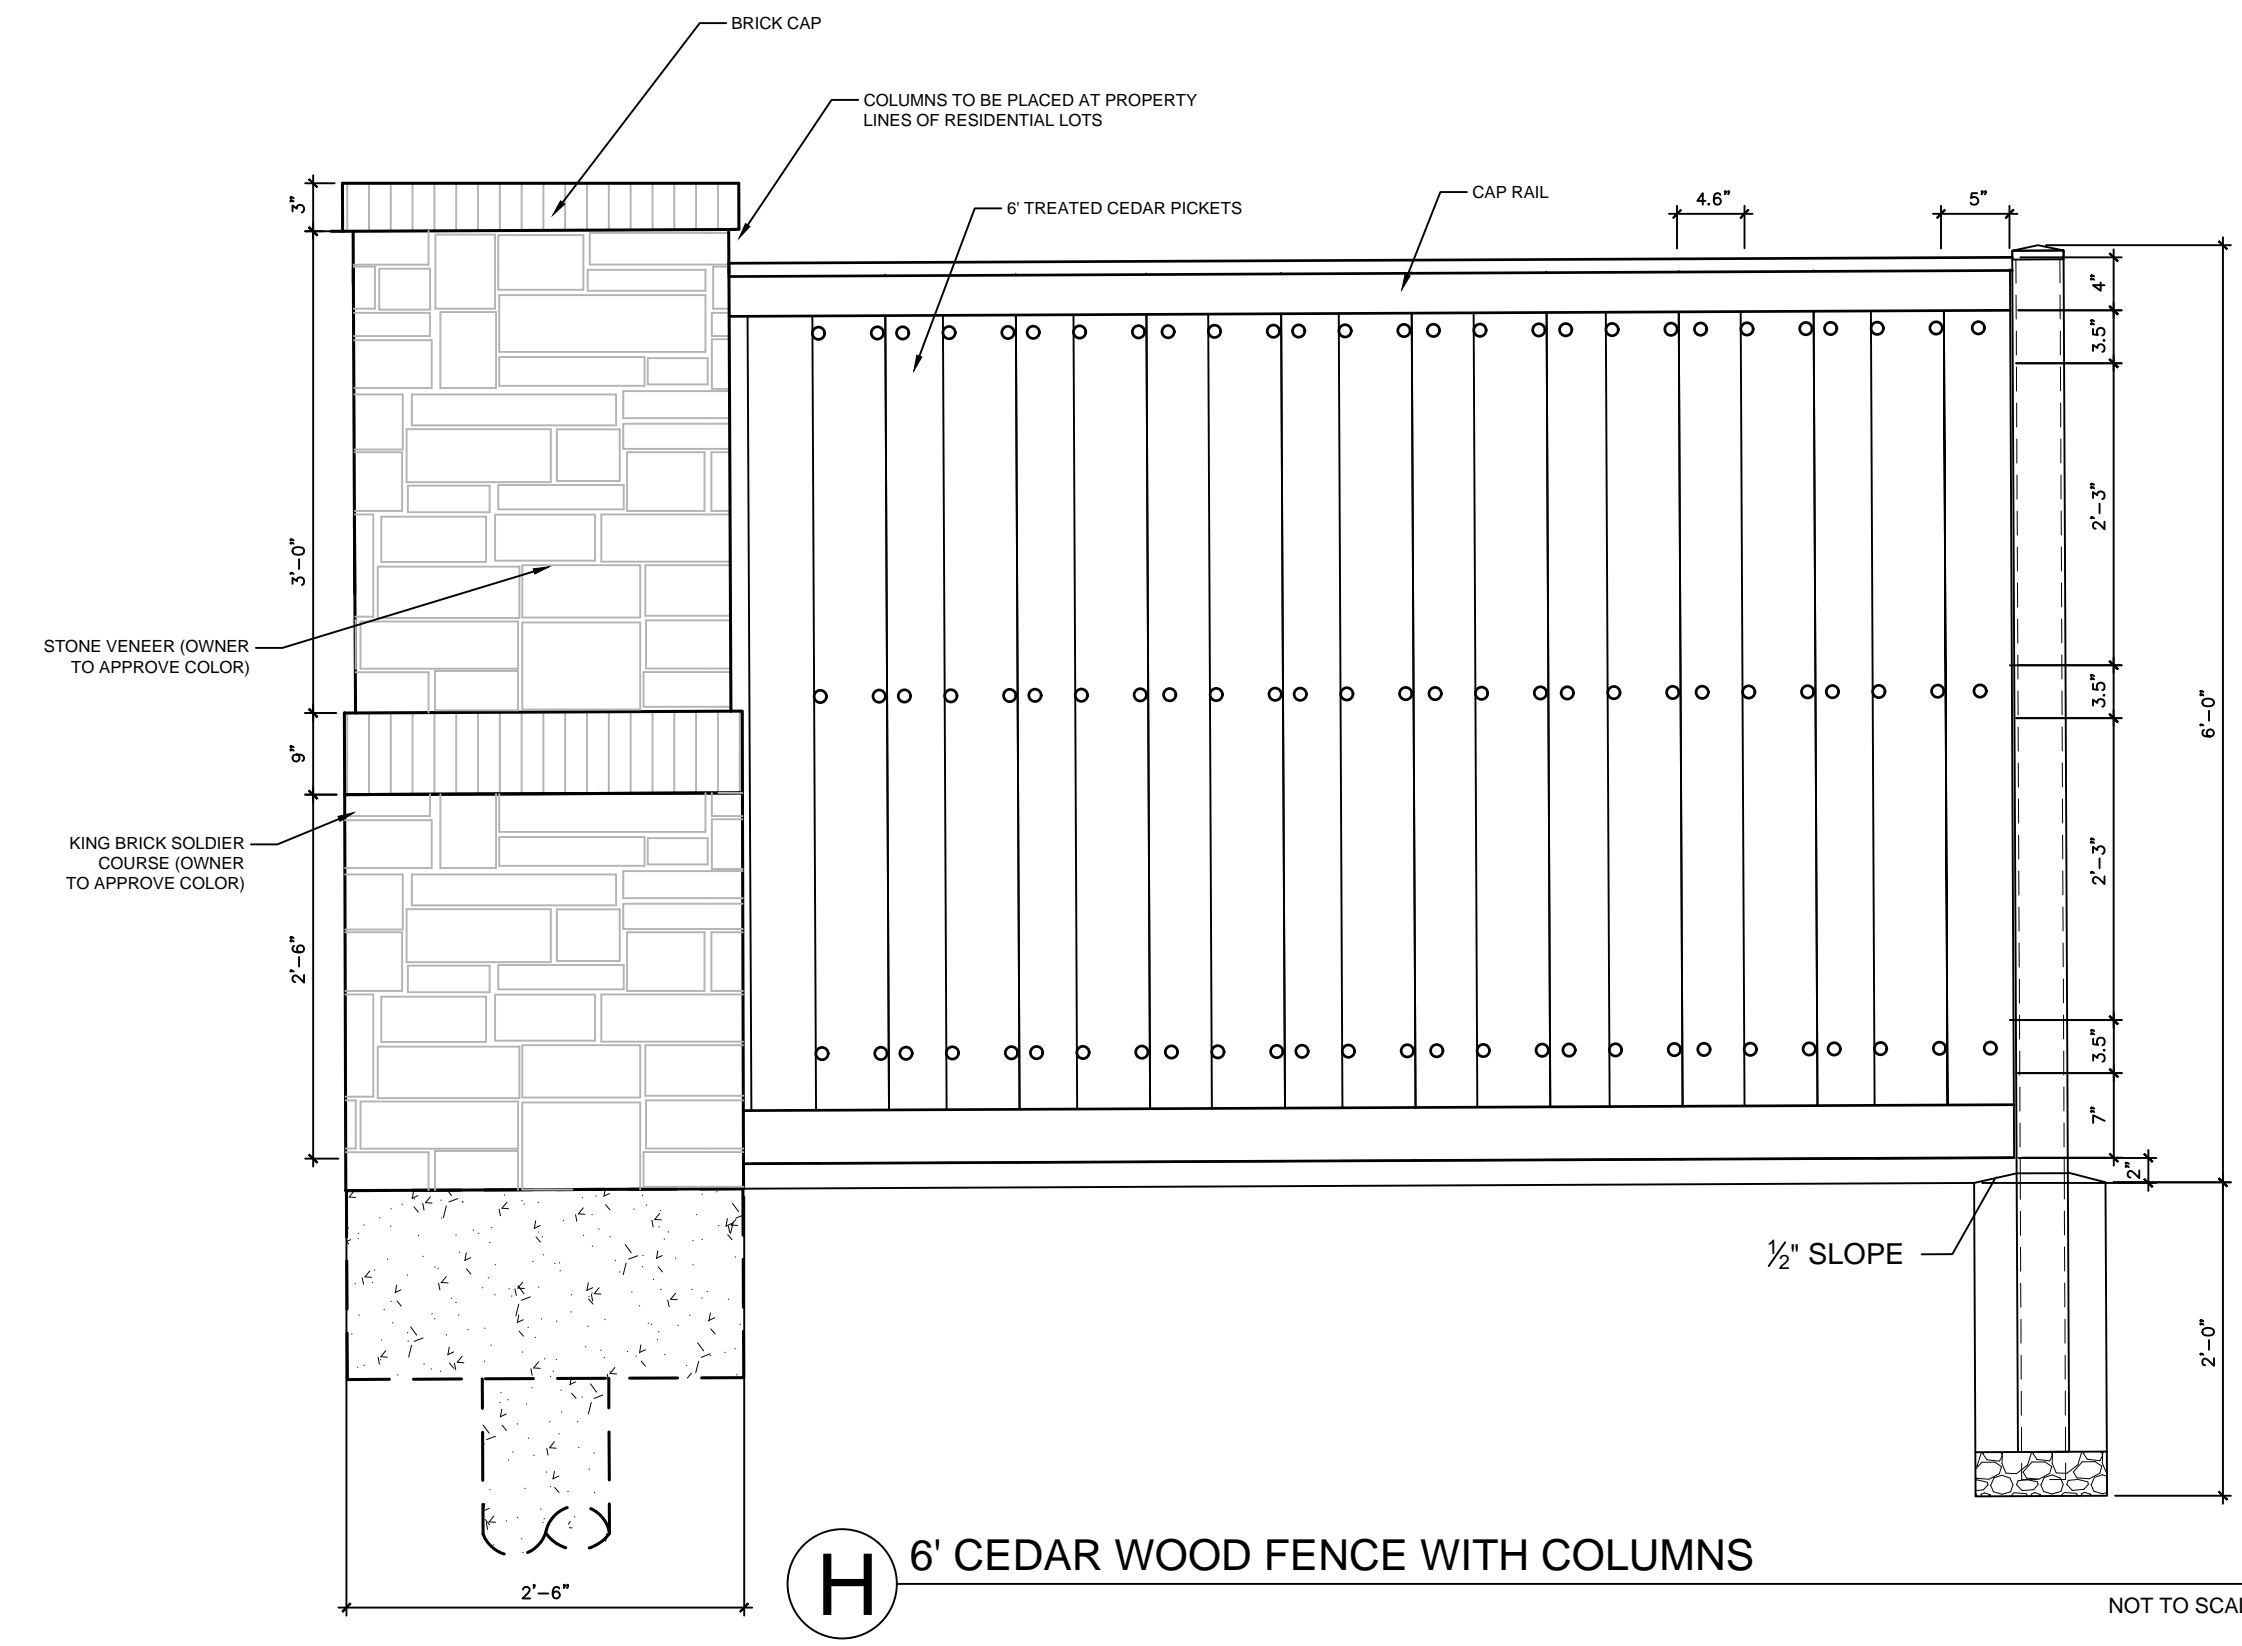 BRICK CAP
COLUMNS TO BE PLACED AT PROPERTY
LINES OF RESIDENTIAL LOTS
6' TREATED CEDAR PICKETS
CAP RAIL
4.6"
5"
3"
3'-0"
9"
2'-6"
STONE VENEER (OWNER
TO APPROVE COLOR)
KING BRICK SOLDIER
COURSE (OWNER
TO APPROVE COLOR)
4"
3.5"
2'-3"
3.5"
2'-3"
3.5"
7"
2"
6'-0"
2'-0"
½" SLOPE
2'-6"
H
6' CEDAR WOOD FENCE WITH COLUMNS
NOT TO SCAL